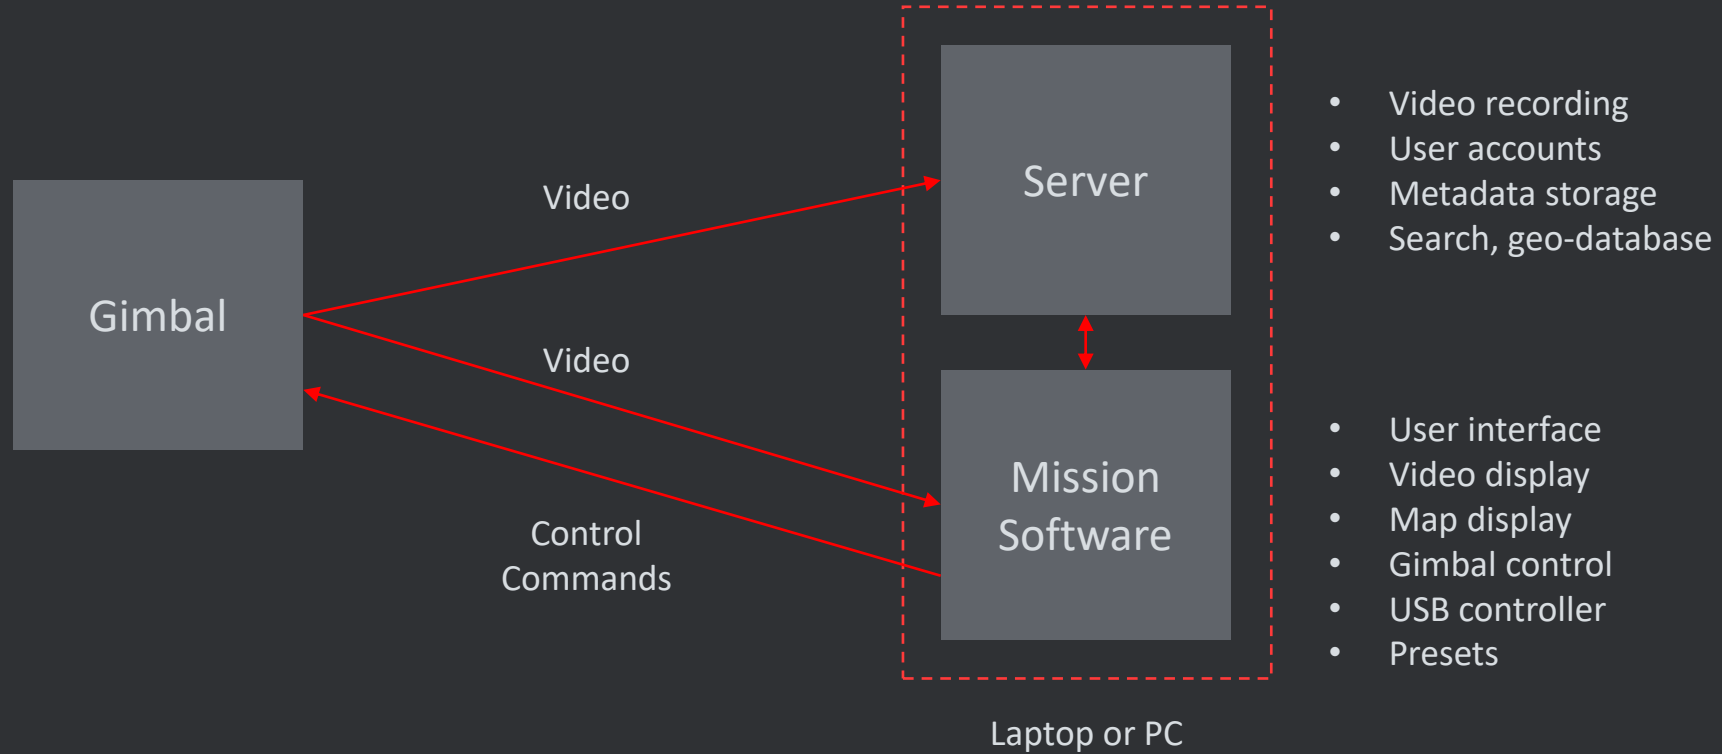 Gimbal
Video
Video
Control
Commands
Server
Mission
Software
Laptop or PC
• Video recording
• User accounts
• Metadata storage
• Search, geo-database
• User interface
• Video display
• Map display
• Gimbal control
• USB controller
• Presets